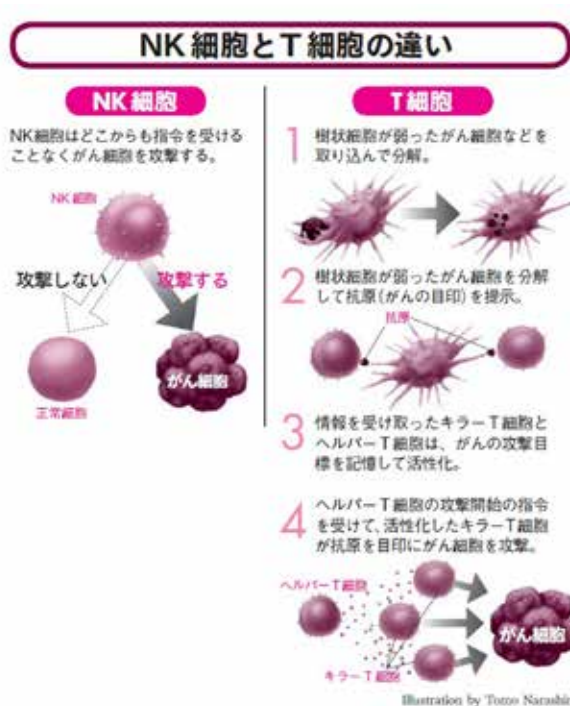 NK細胞とT細胞の違い
NK細胞
NK細胞はどこからも指令を受ける
ことなくがん細胞を攻撃する。
NK細胞
攻撃しない
攻撃する
がん細胞
正常細胞
T細胞
1
樹状細胞が弱ったがん細胞などを
取り込んで分解。
2
樹状細胞が弱ったがん細胞を分解
して抗原(がんの目印)を提示。
抗原
3
情報を受け取ったキラーT細胞と
ヘルパーT細胞は、がんの攻撃目
標を記憶して活性化。
4
ヘルパーT細胞の攻撃開始の指令
を受けて、活性化したキラーT細胞
が抗原を目印にがん細胞を攻撃。
ヘルパーT細胞
がん細胞
キラーT細胞
Illustration by Tomo